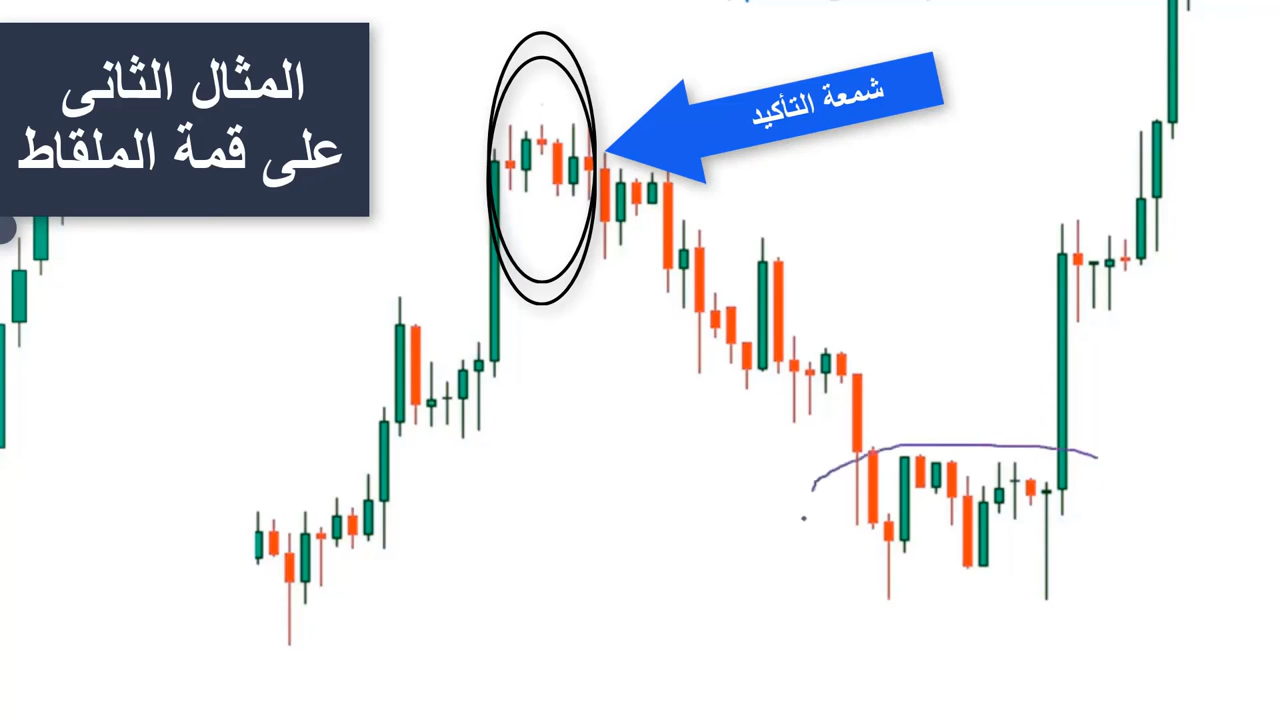 المثال الثانى
على قمة الملقاط
شمعة التأكيد